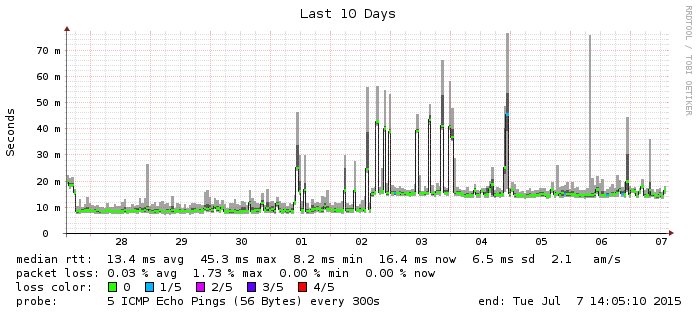 Last 10 Days
RRDTOOL / TOBI OETIKER
Seconds
70 m
60 m
50 m
40 m
30 m
20 m
10 m
0
28 29 30 01 02 03 04 05 06 07
median rtt: 13.4 ms avg 45.3 ms max 8.2 ms min 16.4 ms now 6.5 ms sd 2.1 am/s
packet loss: 0.03 % avg 1.73 % max 0.00 % min 0.00 % now
loss color: 0 1/5 2/5 3/5 4/5
probe: 5 ICMP Echo Pings (56 Bytes) every 300s end: Tue Jul 7 14:05:10 2015